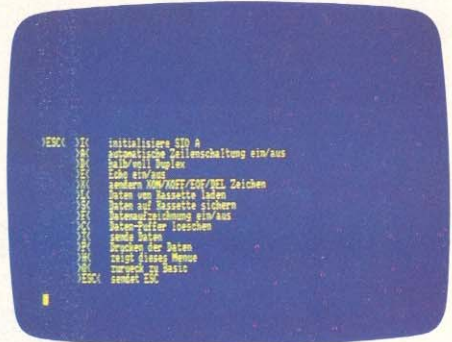 >ESC< >I< initialisiere SIO A
automatische Zeilenschaltung ein/aus
halb/voll Duplex
Echo ein/aus
aendern XON/XOFF/EOF/DEL Zeichen
Daten von Kassette laden
Daten auf Kassette sichern
Datenaufzeichnung ein/aus
Daten-Puffer loeschen
sende Daten
Drucken der Daten
zeigt dieses Menue
zurueck zu Basic
>ESC< sendet ESC